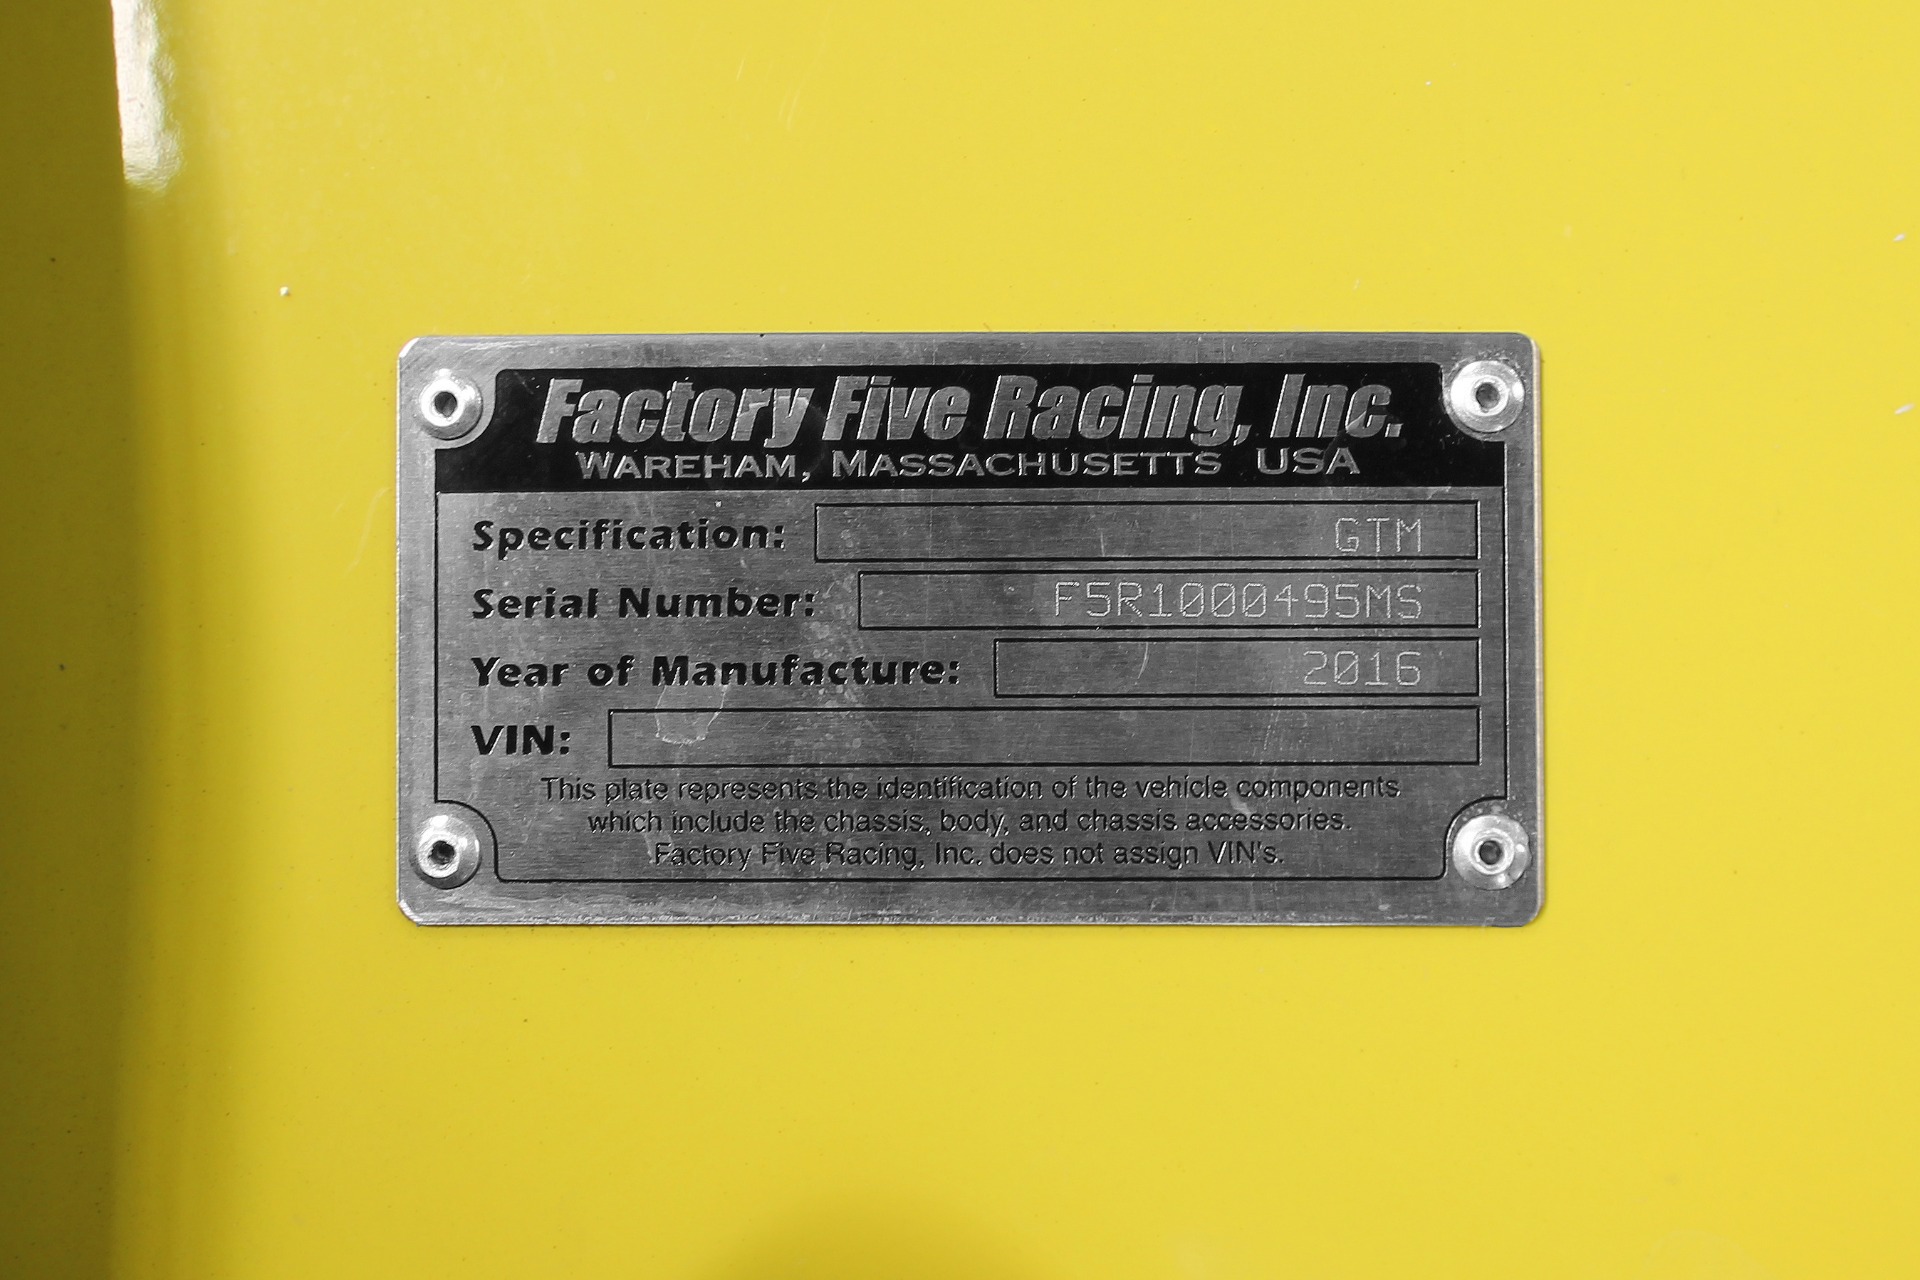 Factory Five Racing, Inc.
WAREHAM, MASSACHUSETTS USA
Specification: GTM
Serial Number: F5R1000495MS
Year of Manufacture: 2016
VIN:
This plate represents the identification of the vehicle components
which include the chassis, body, and chassis accessories.
Factory Five Racing, Inc. does not assign VIN's.